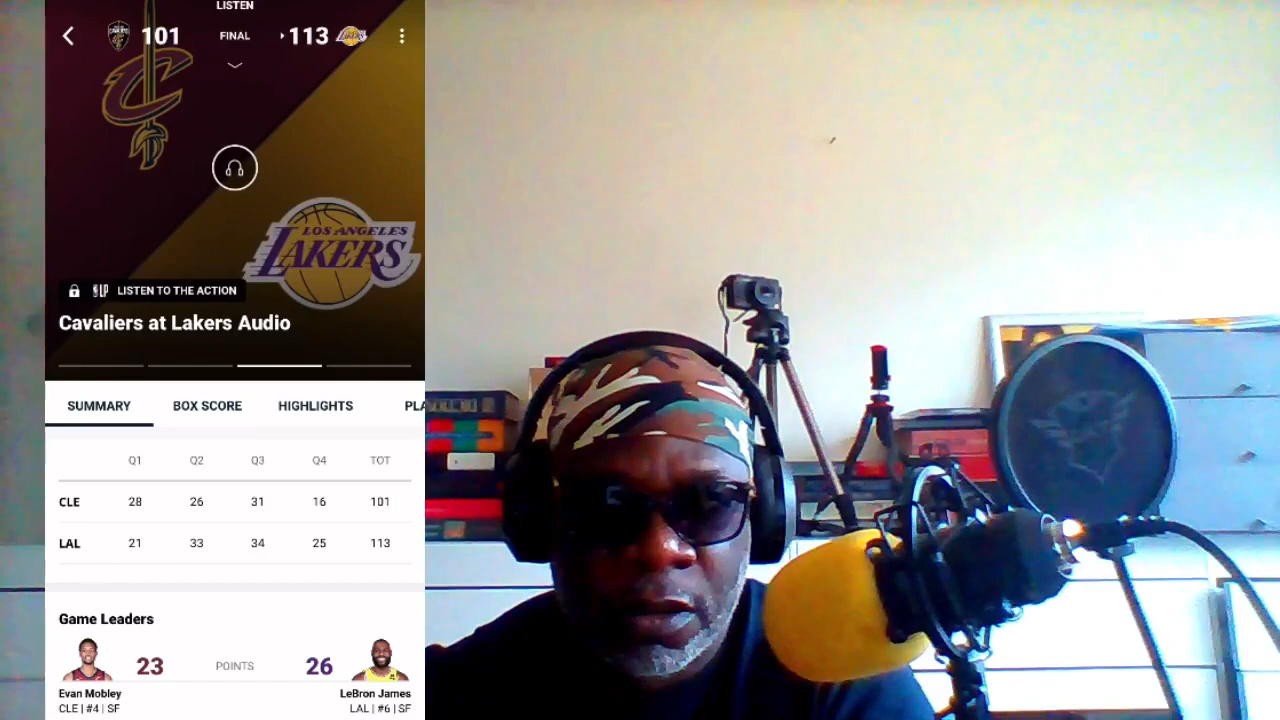 LISTEN
101 FINAL 113
LOS ANGELES
LAKERS
LISTEN TO THE ACTION
Cavaliers at Lakers Audio
SUMMARY BOX SCORE HIGHLIGHTS PLA
Q1 Q2 Q3 Q4 TOT
CLE 28 26 31 16 101
LAL 21 33 34 25 113
Game Leaders
23 POINTS 26
Evan Mobley LeBron James
CLE | #4 | SF LAL | #6 | SF